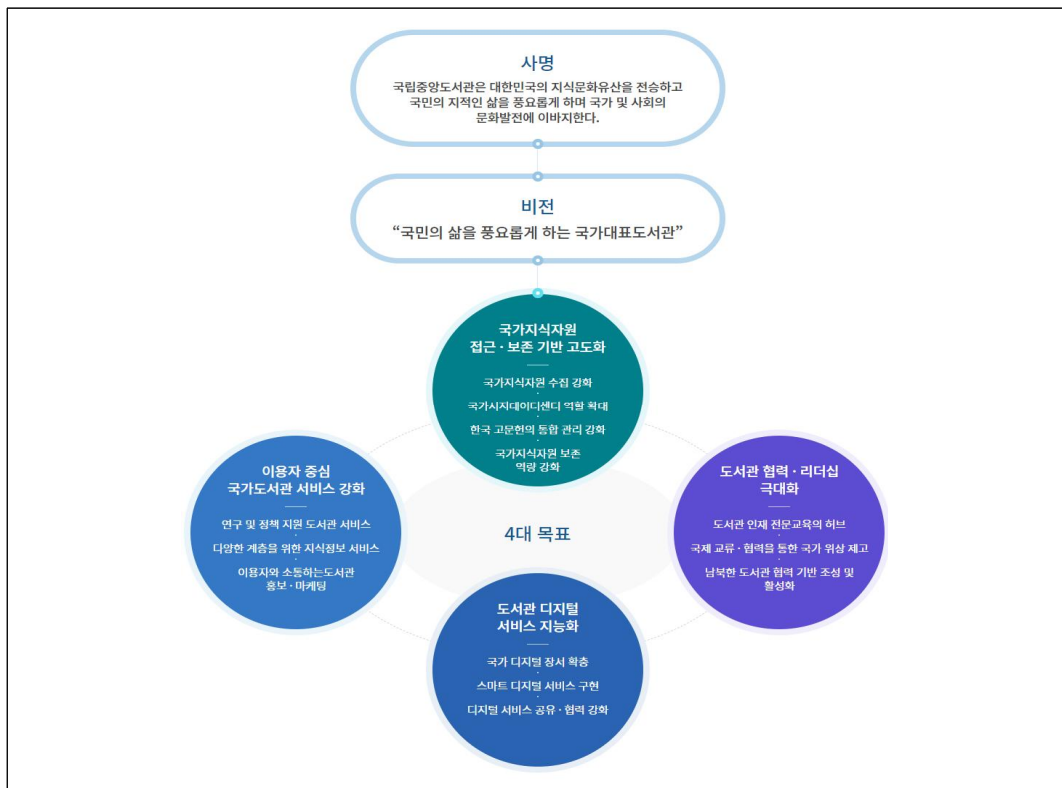 사명
국립중앙도서관은 대한민국의 지식문화유산을 전승하고
국민의 지적인 삶을 풍요롭게 하며 국가 및 사회의
문화발전에 이바지한다.
비전
“국민의 삶을 풍요롭게 하는 국가대표도서관”
국가지식자원
접근 · 보존 기반 고도화
국가지식자원 수집 강화
역할 확대
한국 고문헌의 통합 관리 강화
국가지식자원 보존
역량 강화
이용자 중심
국가도서관 서비스 강화
연구 및 정책 지원 도서관 서비스
다양한 계층을 위한 지식정보 서비스
이용자와 소통하는도서관
홍보 · 마케팅
4대 목표
도서관 협력 · 리더십
극대화
도서관 인재 전문교육의 허브
국제 교류 · 협력을 통한 국가 위상 제고
남북한 도서관 협력 기반 조성 및
활성화
도서관 디지털
서비스 지능화
국가 디지털 장서 확충
스마트 디지털 서비스 구현
디지털 서비스 공유 · 협력 강화